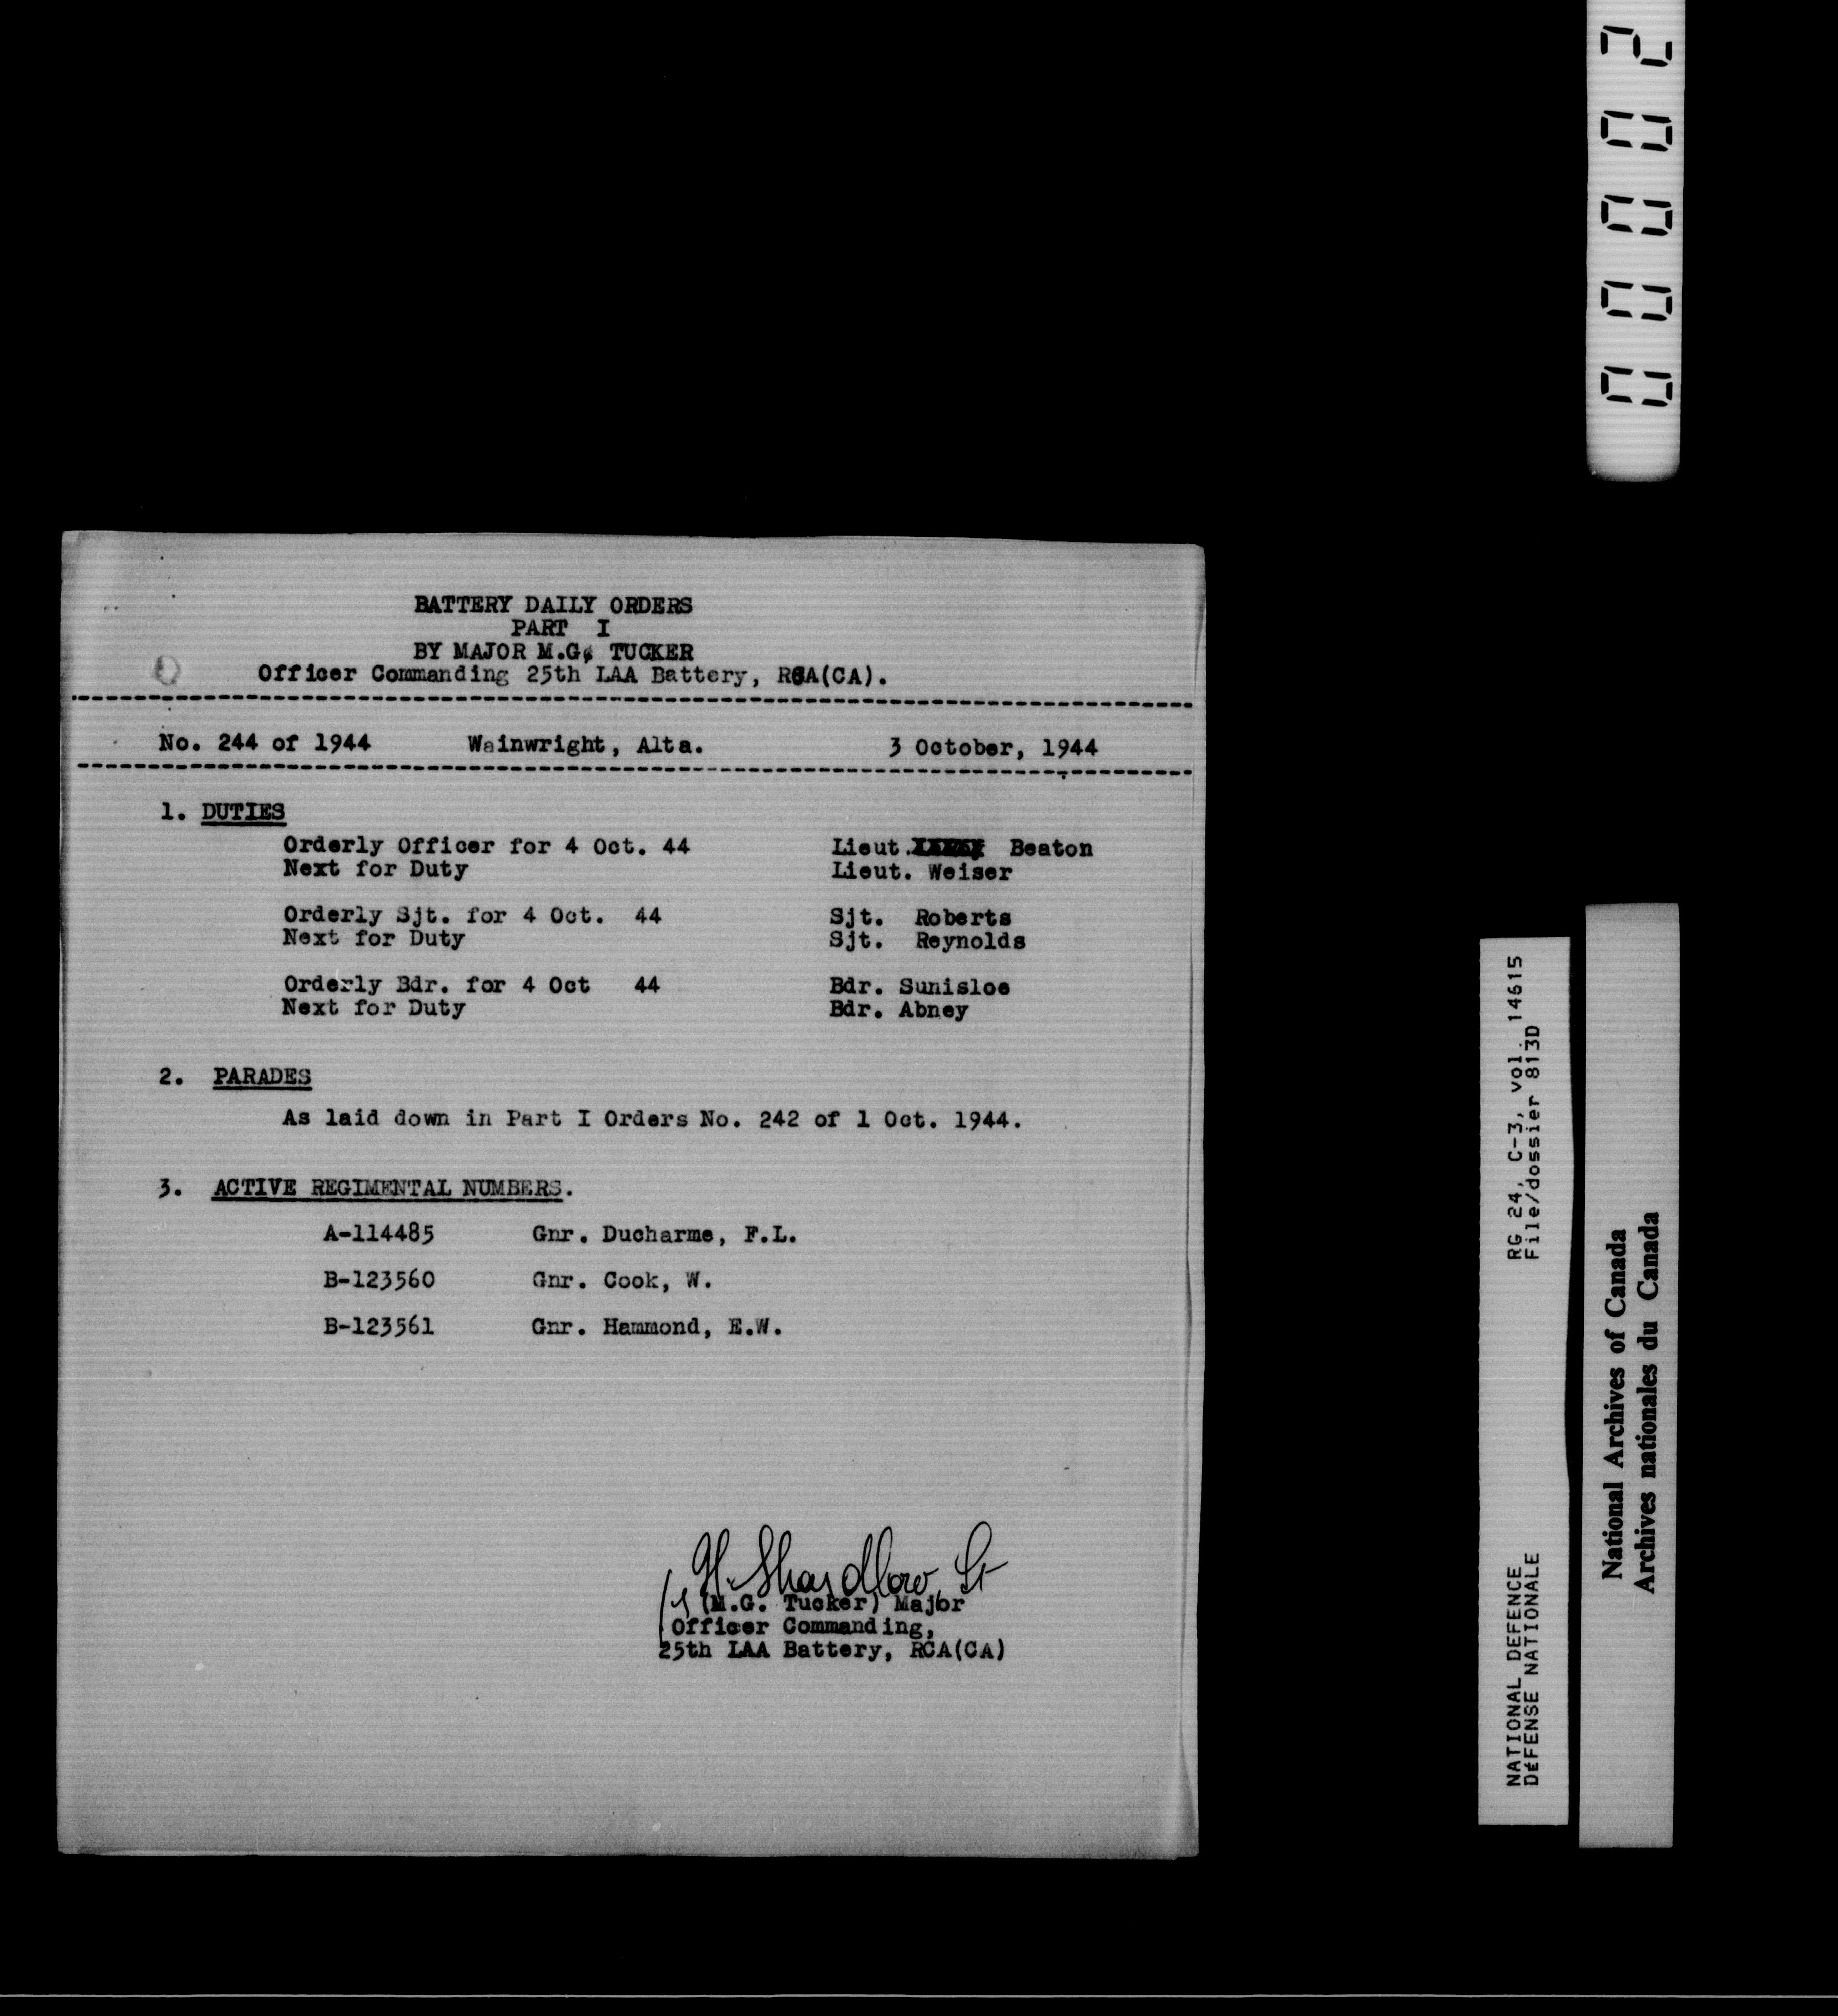 BATTERY DAILY ORDERS
PART I
BY MAJOR M.G. TUCKER
Officer Commanding 25th LAA Battery, RCA(CA).
No. 244 of 1944 Wainwright, Alta. 3 October, 1944
1. DUTIES
Orderly Officer for 4 Oct. 44 Lieut. Beaton
Next for Duty Lieut. Weiser
Orderly Sjt. for 4 Oct. 44 Sjt. Roberts
Next for Duty Sjt. Reynolds
Orderly Bdr. for 4 Oct 44 Bdr. Sunisloe
Next for Duty Bdr. Abney
2. PARADES
As laid down in Part I Orders No. 242 of 1 Oct. 1944.
3. ACTIVE REGIMENTAL NUMBERS.
A-114485 Gnr. Ducharme, F.L.
B-123560 Gnr. Cook, W.
B-123561 Gnr. Hammond, E.W.
(M.G. Tucker) Major
Officer Commanding,
25th LAA Battery, RCA(CA)
00002
NATIONAL DEFENCE RG 24, C-3, vol. 14615
DÉFENSE NATIONALE File/dossier 813D
National Archives of Canada
Archives nationales du Canada